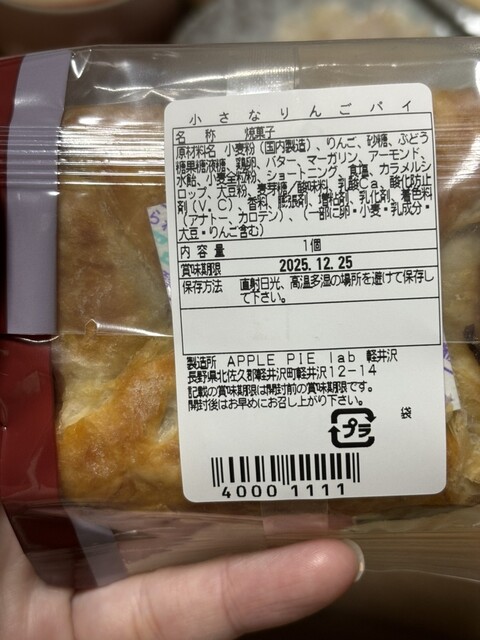 小さなりんごパイ
名称 焼菓子
原材料名 小麦粉(国内製造)、りんご、砂糖、ぶどう
糖果糖液糖、鶏卵、バター、マーガリン、アーモンド、
水飴、小麦全粒粉、ショートニング、食塩、カラメルシ
ロップ、大豆粉、麦芽糖/酸味料、乳酸Ca、酸化防止
剤(V.C)、香料、膨張剤、増粘剤、乳化剤、着色料
(アナトー、カロテン)、(一部に卵・小麦・乳成分・
大豆・りんご含む)
内容量 1個
賞味期限 2025.12.25
保存方法 直射日光、高温多湿の場所を避けて保存し
て下さい。
製造所 APPLE PIE lab 軽井沢
長野県北佐久郡軽井沢町軽井沢12-14
記載の賞味期限は開封前の賞味期限です。
開封後はお早めにお召し上がり下さい。
袋
プラ
4000 1111